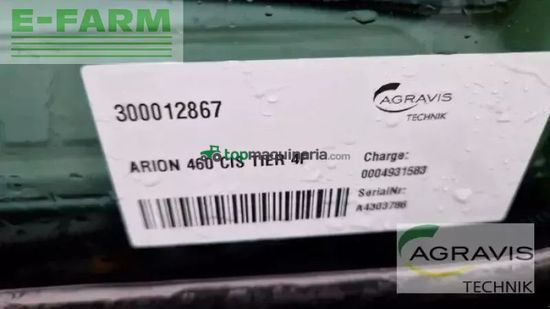 E-FARM
300012867
AGRAVIS
TECHNIK
topmaquinaria.com
ARION 460 CIS TIER 4F
Charge:
0004931583
SerialNr:
A4303786
AGRAVIS
TECHNIK